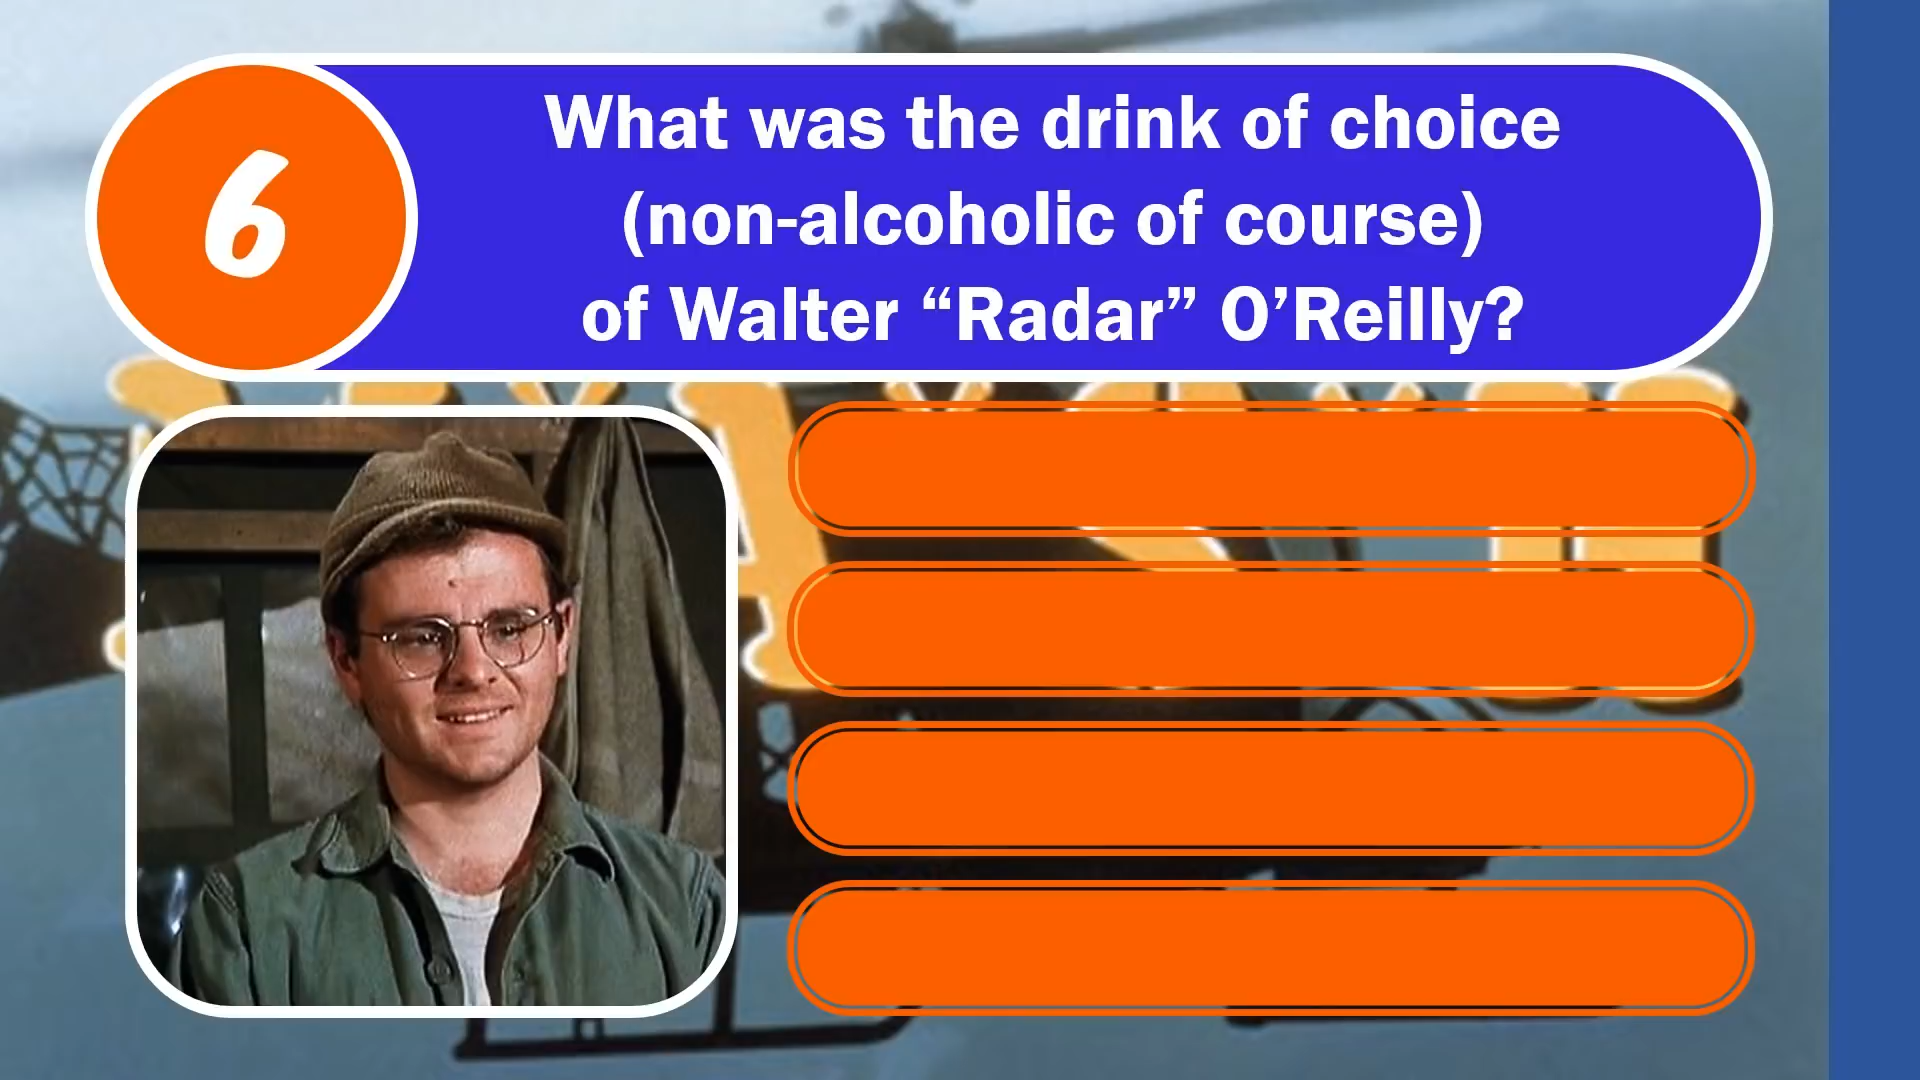 6
What was the drink of choice
(non-alcoholic of course)
of Walter “Radar” O’Reilly?